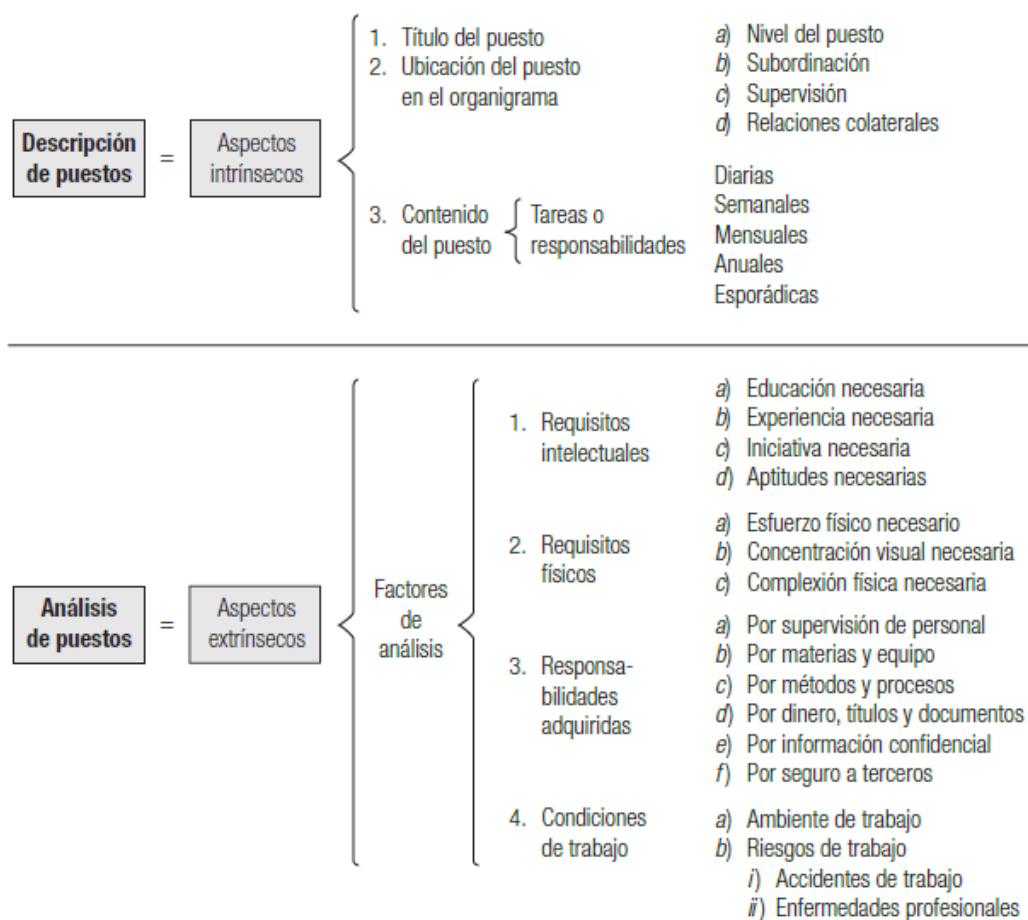 Descripción
de puestos
=
Aspectos
intrínsecos
1. Título del puesto
2. Ubicación del puesto
en el organigrama
a) Nivel del puesto
b) Subordinación
c) Supervisión
d) Relaciones colaterales
3. Contenido
del puesto
Tareas o
responsabilidades
Diarias
Semanales
Mensuales
Anuales
Esporádicas
Análisis
de puestos
=
Aspectos
extrínsecos
Factores
de
análisis
1. Requisitos
intelectuales
a) Educación necesaria
b) Experiencia necesaria
c) Iniciativa necesaria
d) Aptitudes necesarias
2. Requisitos
físicos
a) Esfuerzo físico necesario
b) Concentración visual necesaria
c) Complexión física necesaria
3. Responsa-
bilidades
adquiridas
a) Por supervisión de personal
b) Por materias y equipo
c) Por métodos y procesos
d) Por dinero, títulos y documentos
e) Por información confidencial
f) Por seguro a terceros
4. Condiciones
de trabajo
a) Ambiente de trabajo
b) Riesgos de trabajo
i) Accidentes de trabajo
ii) Enfermedades profesionales